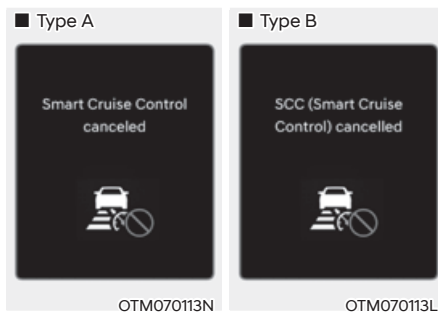 ■ Type A
Smart Cruise Control
canceled
OTM070113N
■ Type B
SCC (Smart Cruise
Control) cancelled
OTM070113L